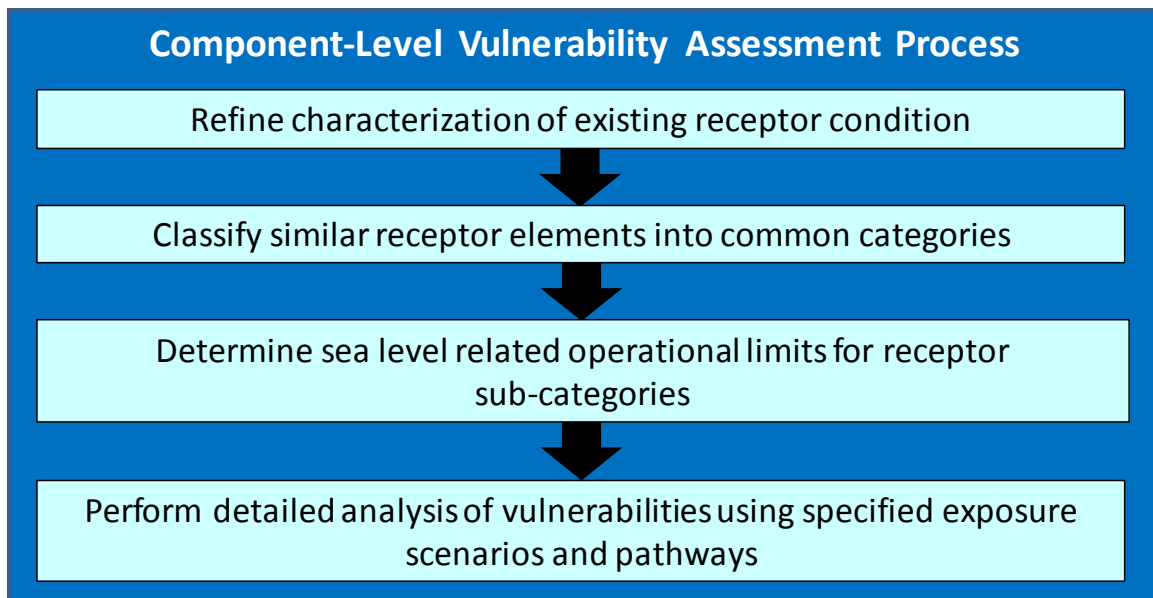 Component-Level Vulnerability Assessment Process
Refine characterization of existing receptor condition
Classify similar receptor elements into common categories
Determine sea level related operational limits for receptor
sub-categories
Perform detailed analysis of vulnerabilities using specified exposure
scenarios and pathways